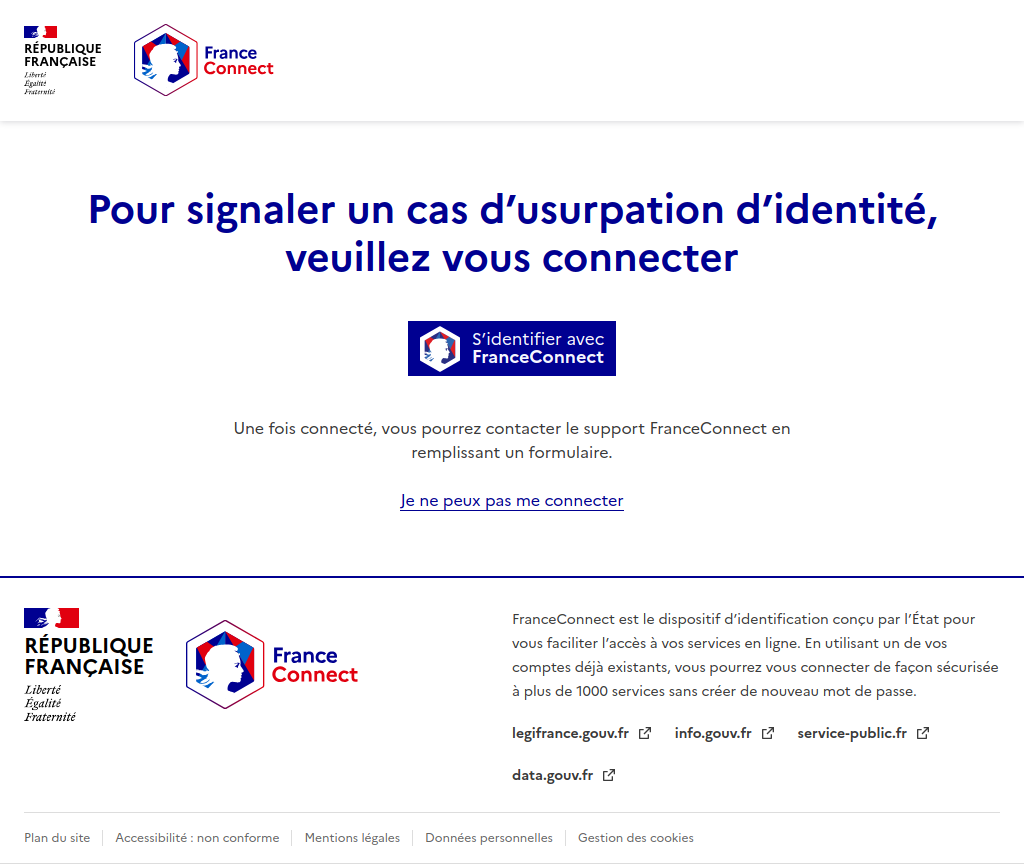 RÉPUBLIQUE
FRANÇAISE
Liberté
Égalité
Fraternité
France
Connect
Pour signaler un cas d’usurpation d’identité,
veuillez vous connecter
S’identifier avec
FranceConnect
Une fois connecté, vous pourrez contacter le support FranceConnect en
remplissant un formulaire.
Je ne peux pas me connecter
RÉPUBLIQUE
FRANÇAISE
Liberté
Égalité
Fraternité
France
Connect
FranceConnect est le dispositif d’identification conçu par l’État pour
vous faciliter l’accès à vos services en ligne. En utilisant un de vos
comptes déjà existants, vous pourrez vous connecter de façon sécurisée
à plus de 1000 services sans créer de nouveau mot de passe.
legifrance.gouv.fr info.gouv.fr service-public.fr
data.gouv.fr
Plan du site Accessibilité : non conforme Mentions légales Données personnelles Gestion des cookies